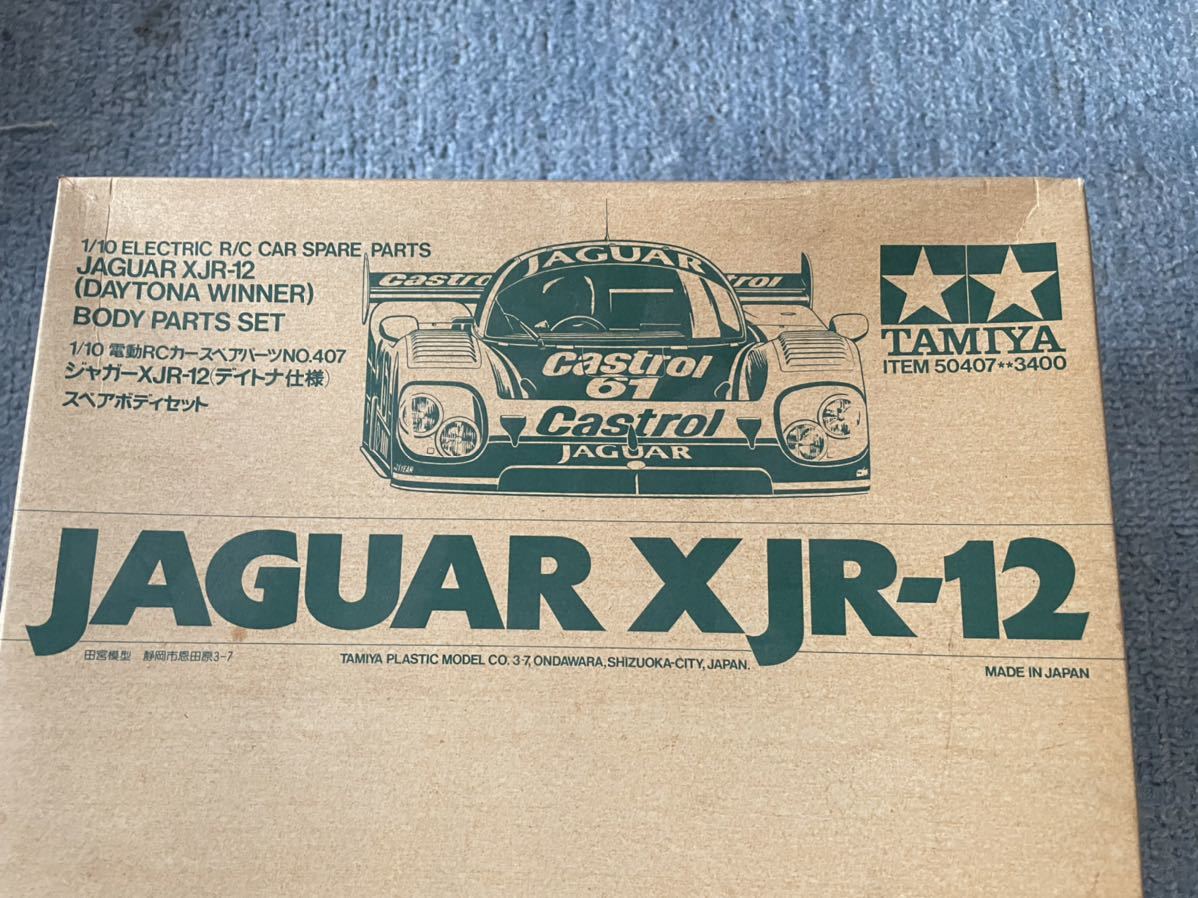 1/10 ELECTRIC R/C CAR SPARE PARTS
JAGUAR XJR-12
(DAYTONA WINNER)
BODY PARTS SET
1/10 電動RCカースペアパーツNO.407
ジャガーXJR-12(デイトナ仕様)
スペアボディセット
JAGUAR
Castrol
Castrol
61
Castrol
JAGUAR
TAMIYA
ITEM 50407**3400
JAGUAR XJR-12
田宮模型 静岡市恩田原3-7
TAMIYA PLASTIC MODEL CO. 3-7, ONDAWARA, SHIZUOKA-CITY, JAPAN.
MADE IN JAPAN